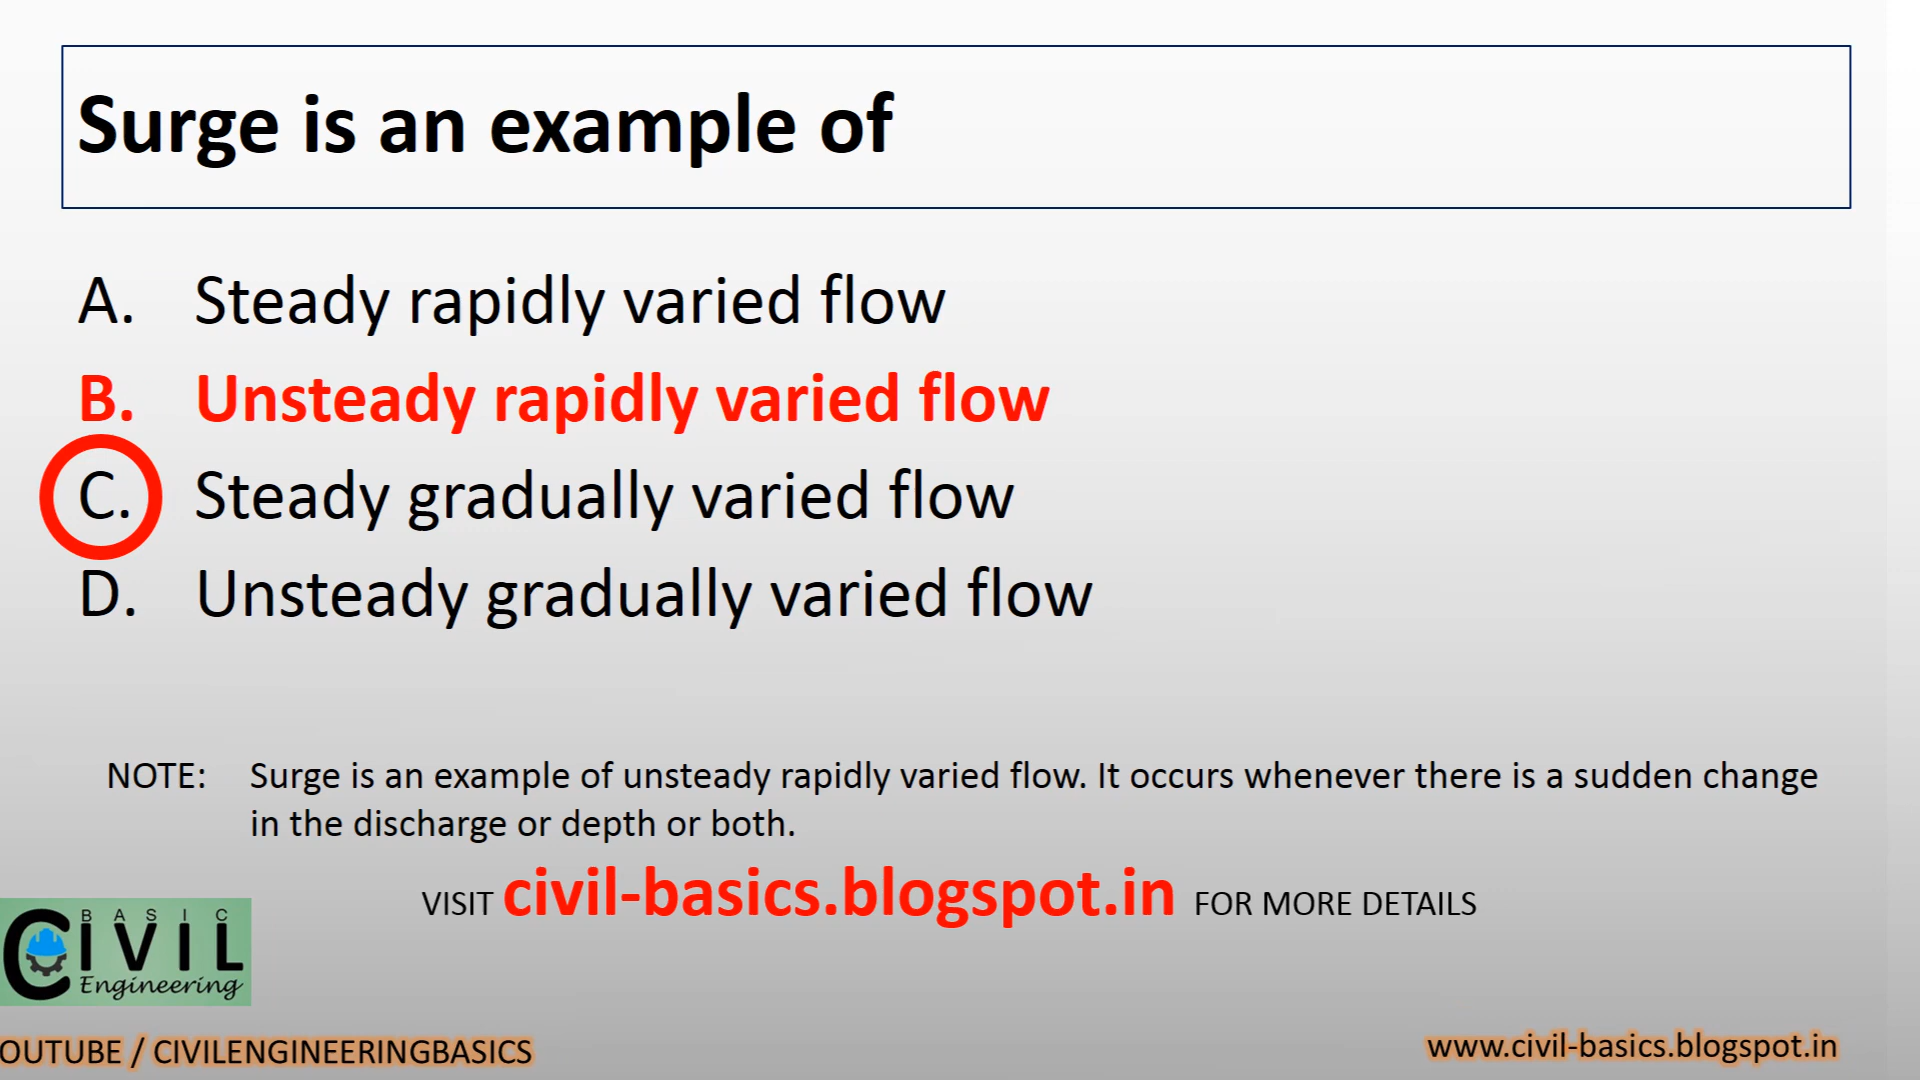 Surge is an example of
A. Steady rapidly varied flow
B. Unsteady rapidly varied flow
C. Steady gradually varied flow
D. Unsteady gradually varied flow
NOTE: Surge is an example of unsteady rapidly varied flow. It occurs whenever there is a sudden change
in the discharge or depth or both.
VISIT civil-basics.blogspot.in FOR MORE DETAILS
BASIC
CIVIL
Engineering
OUTUBE / CIVILENGINEERINGBASICS
www.civil-basics.blogspot.in